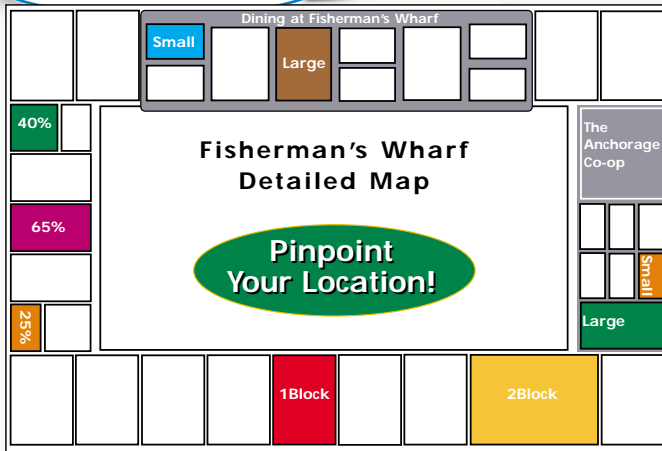 Dining at Fisherman's Wharf
Small
Large
40%
The
Anchorage
Co-op
Fisherman's Wharf
Detailed Map
65%
Pinpoint
Your Location!
Small
25%
Large
1Block
2Block